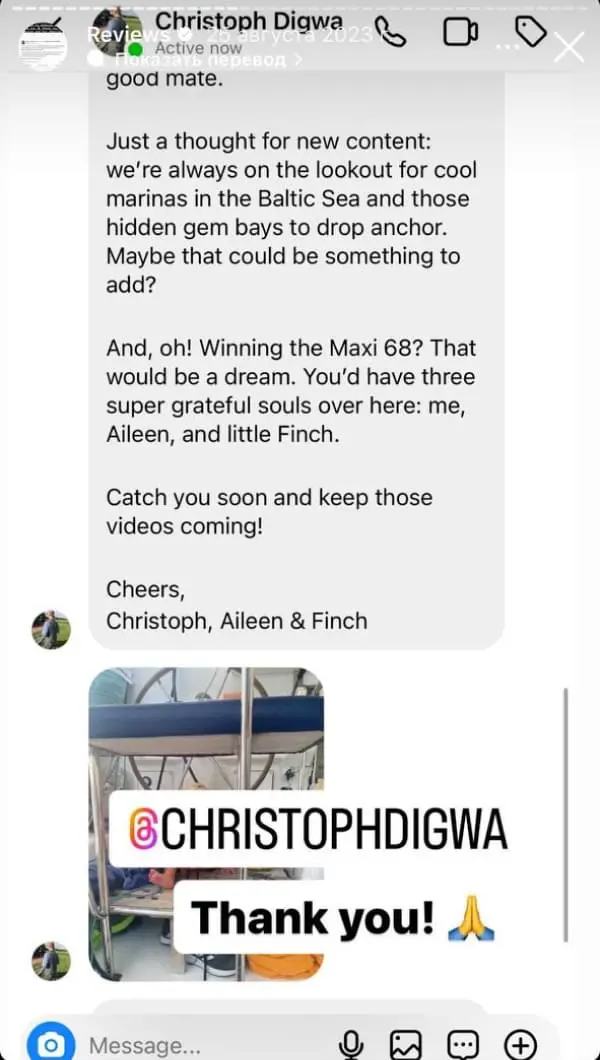 Christoph Digwa
Reviews 25 августа 2023 г.
Active now
Показать перевод >
good mate.
Just a thought for new content:
we’re always on the lookout for cool
marinas in the Baltic Sea and those
hidden gem bays to drop anchor.
Maybe that could be something to
add?
And, oh! Winning the Maxi 68? That
would be a dream. You’d have three
super grateful souls over here: me,
Aileen, and little Finch.
Catch you soon and keep those
videos coming!
Cheers,
Christoph, Aileen & Finch
@CHRISTOPHDIGWA
Thank you! 🙏
Message...